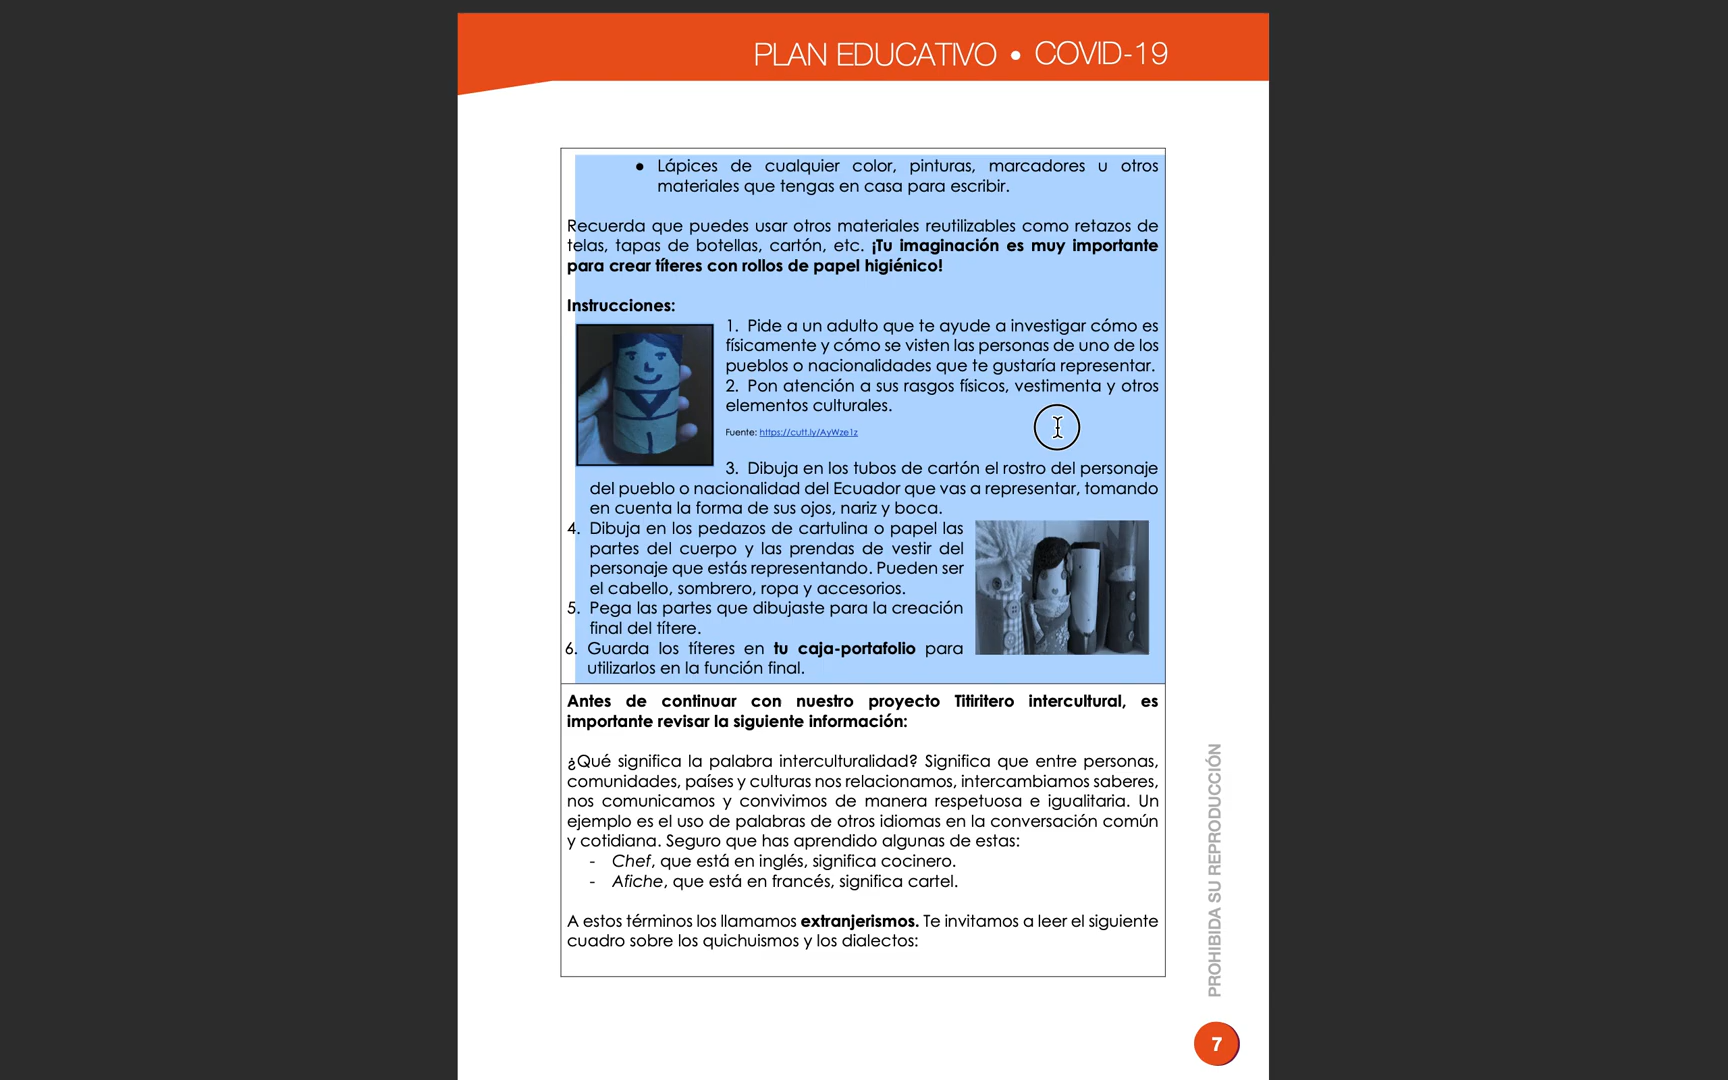 PLAN EDUCATIVO • COVID-19
● Lápices de cualquier color, pinturas, marcadores u otros
materiales que tengas en casa para escribir.
Recuerda que puedes usar otros materiales reutilizables como retazos de
telas, tapas de botellas, cartón, etc. ¡Tu imaginación es muy importante
para crear títeres con rollos de papel higiénico!
Instrucciones:
1. Pide a un adulto que te ayude a investigar cómo es
físicamente y cómo se visten las personas de uno de los
pueblos o nacionalidades que te gustaría representar.
2. Pon atención a sus rasgos físicos, vestimenta y otros
elementos culturales.
Fuente: https://cutt.ly/AyWze1z
3. Dibuja en los tubos de cartón el rostro del personaje
del pueblo o nacionalidad del Ecuador que vas a representar, tomando
en cuenta la forma de sus ojos, nariz y boca.
4. Dibuja en los pedazos de cartulina o papel las
partes del cuerpo y las prendas de vestir del
personaje que estás representando. Pueden ser
el cabello, sombrero, ropa y accesorios.
5. Pega las partes que dibujaste para la creación
final del títere.
6. Guarda los títeres en tu caja-portafolio para
utilizarlos en la función final.
Antes de continuar con nuestro proyecto Titiritero intercultural, es
importante revisar la siguiente información:
¿Qué significa la palabra interculturalidad? Significa que entre personas,
comunidades, países y culturas nos relacionamos, intercambiamos saberes,
nos comunicamos y convivimos de manera respetuosa e igualitaria. Un
ejemplo es el uso de palabras de otros idiomas en la conversación común
y cotidiana. Seguro que has aprendido algunas de estas:
- Chef, que está en inglés, significa cocinero.
- Afiche, que está en francés, significa cartel.
A estos términos los llamamos extranjerismos. Te invitamos a leer el siguiente
cuadro sobre los quichuismos y los dialectos:
PROHIBIDA SU REPRODUCCIÓN
7